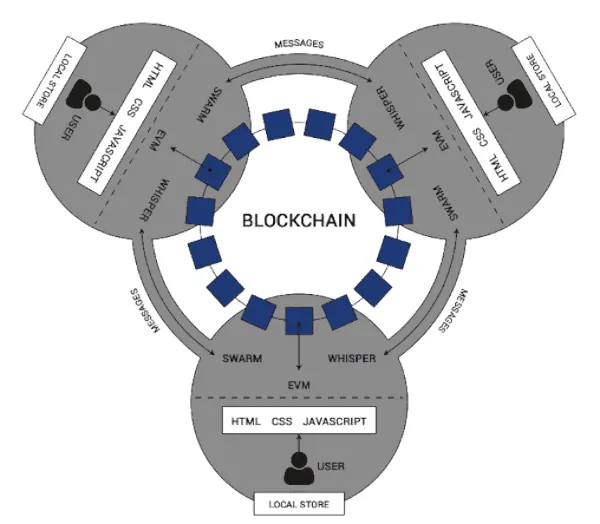 MESSAGES
LOCAL STORE
USER
HTML CSS JAVASCRIPT
SWARM
EVM
WHISPER
LOCAL STORE
USER
HTML CSS JAVASCRIPT
WHISPER
EVM
SWARM
BLOCKCHAIN
MESSAGES
MESSAGES
SWARM
WHISPER
EVM
HTML CSS JAVASCRIPT
USER
LOCAL STORE